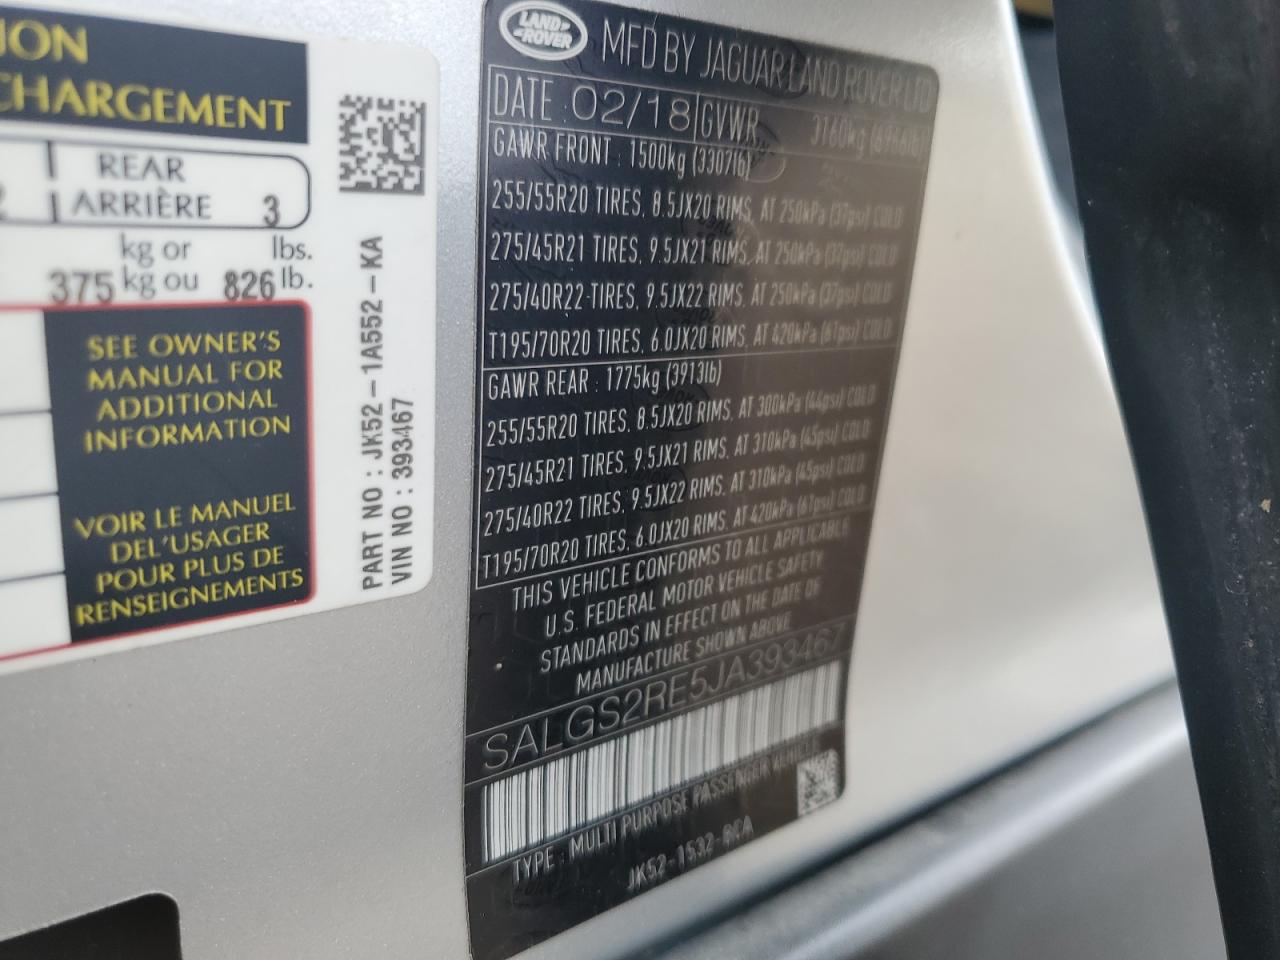 ION
CHARGEMENT
REAR
ARRIÈRE 3
kg or lbs.
375 kg ou 826 lb.
SEE OWNER'S
MANUAL FOR
ADDITIONAL
INFORMATION
VOIR LE MANUEL
DEL'USAGER
POUR PLUS DE
RENSEIGNEMENTS
PART NO : JK52-1A552-KA
VIN NO : 393467
LAND ROVER
MFD BY JAGUAR LAND ROVER LTD
DATE : 02/18 GVWR 3160kg (6966lb)
GAWR FRONT : 1500kg (3307lb)
255/55R20 TIRES, 8.5JX20 RIMS, AT 250kPa (37psi) COLD
275/45R21 TIRES, 9.5JX21 RIMS, AT 250kPa (37psi) COLD
275/40R22 TIRES, 9.5JX22 RIMS, AT 250kPa (37psi) COLD
T195/70R20 TIRES, 6.0JX20 RIMS, AT 420kPa (61psi) COLD
GAWR REAR : 1775kg (3913lb)
255/55R20 TIRES, 8.5JX20 RIMS, AT 300kPa (44psi) COLD
275/45R21 TIRES, 9.5JX21 RIMS, AT 310kPa (45psi) COLD
275/40R22 TIRES, 9.5JX22 RIMS, AT 310kPa (45psi) COLD
T195/70R20 TIRES, 6.0JX20 RIMS, AT 420kPa (61psi) COLD
THIS VEHICLE CONFORMS TO ALL APPLICABLE
U.S. FEDERAL MOTOR VEHICLE SAFETY
STANDARDS IN EFFECT ON THE DATE OF
MANUFACTURE SHOWN ABOVE
SALGS2RE5JA393467
TYPE : MULTI PURPOSE PASSENGER VEHICLE